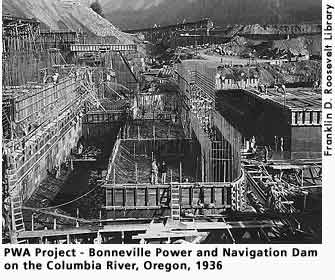 Franklin D. Roosevelt Library
PWA Project - Bonneville Power and Navigation Dam
on the Columbia River, Oregon, 1936